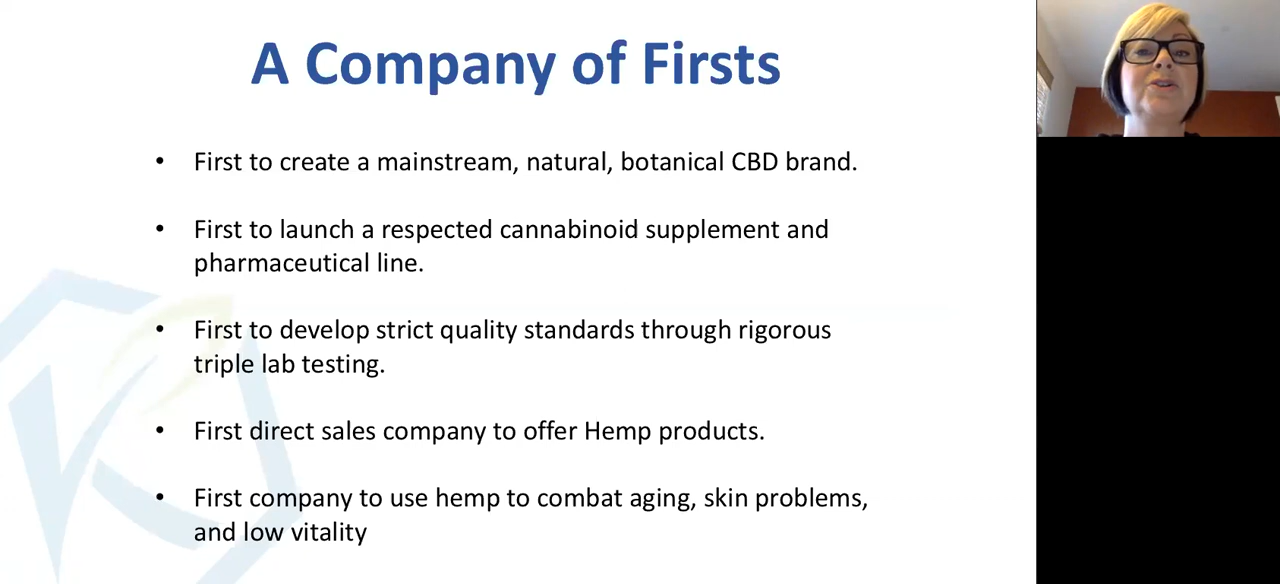 A Company of Firsts
• First to create a mainstream, natural, botanical CBD brand.
• First to launch a respected cannabinoid supplement and
pharmaceutical line.
• First to develop strict quality standards through rigorous
triple lab testing.
• First direct sales company to offer Hemp products.
• First company to use hemp to combat aging, skin problems,
and low vitality